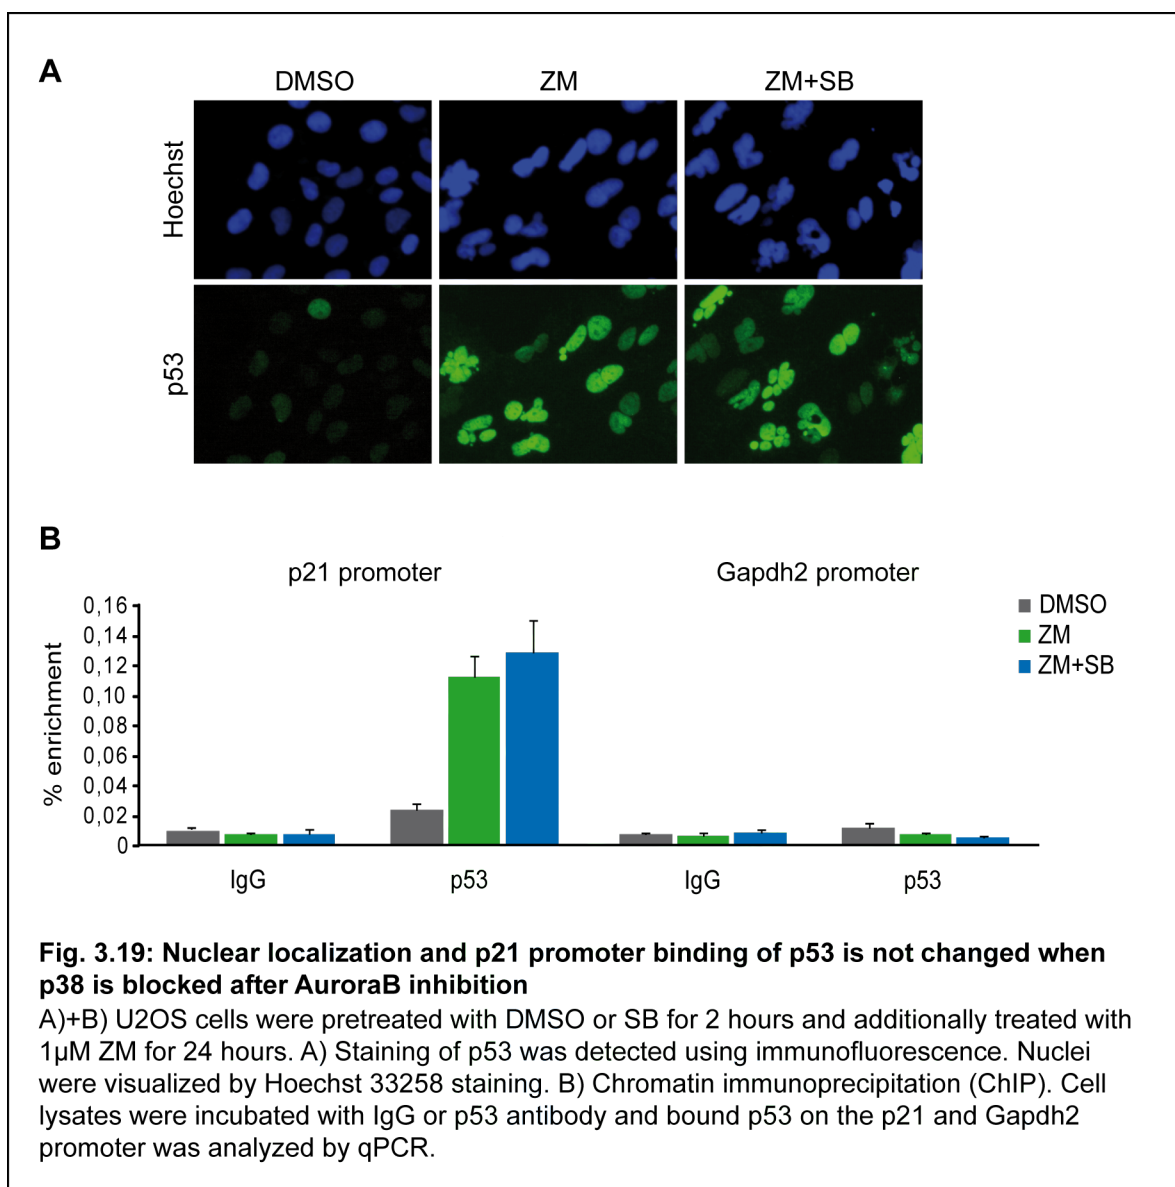 A
DMSO
ZM
ZM+SB
Hoechst
p53
B
p21 promoter
Gapdh2 promoter
% enrichment
0,16
0,14
0,12
0,10
0,08
0,06
0,04
0,02
0
DMSO
ZM
ZM+SB
IgG
p53
IgG
p53
Fig. 3.19: Nuclear localization and p21 promoter binding of p53 is not changed when
p38 is blocked after AuroraB inhibition
A)+B) U2OS cells were pretreated with DMSO or SB for 2 hours and additionally treated with
1µM ZM for 24 hours. A) Staining of p53 was detected using immunofluorescence. Nuclei
were visualized by Hoechst 33258 staining. B) Chromatin immunoprecipitation (ChIP). Cell
lysates were incubated with IgG or p53 antibody and bound p53 on the p21 and Gapdh2
promoter was analyzed by qPCR.